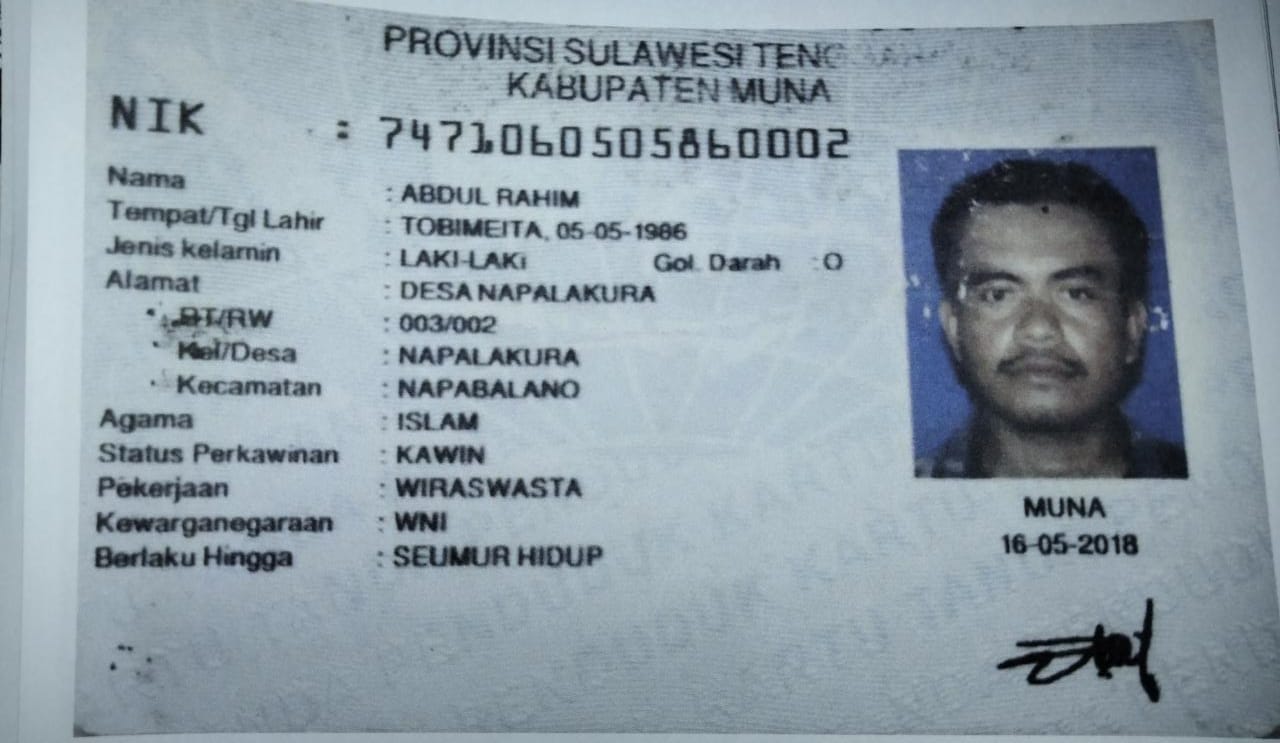 PROVINSI SULAWESI TENG
KABUPATEN MUNA
NIK : 7471060505860002
Nama : ABDUL RAHIM
Tempat/Tgl Lahir : TOBIMEITA, 05-05-1986
Jenis kelamin : LAKI-LAKi Gol. Darah : O
Alamat : DESA NAPALAKURA
RT/RW : 003/002
Kel/Desa : NAPALAKURA
Kecamatan : NAPABALANO
Agama : ISLAM
Status Perkawinan : KAWIN
Pekerjaan : WIRASWASTA
Kewarganegaraan : WNI
Berlaku Hingga : SEUMUR HIDUP
MUNA
16-05-2018